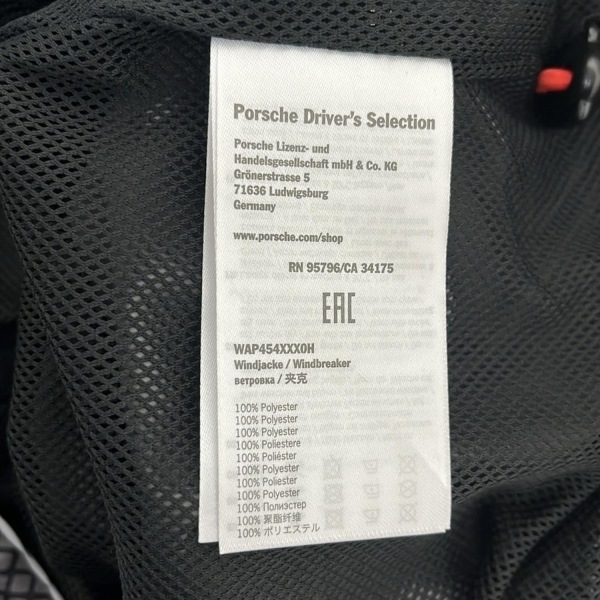 Porsche Driver's Selection
Porsche Lizenz- und
Handelsgesellschaft mbH & Co. KG
Grönerstrasse 5
71636 Ludwigsburg
Germany
www.porsche.com/shop
RN 95796/CA 34175
EAC
WAP454XXX0H
Windjacke / Windbreaker
ветровка / 夹克
100% Polyester
100% Polyester
100% Polyester
100% Poliestere
100% Poliéster
100% Polyester
100% Polyester
100% Poliester
100% Polyester
100% Полиэстер
100% 聚酯纤维
100% ポリエステル